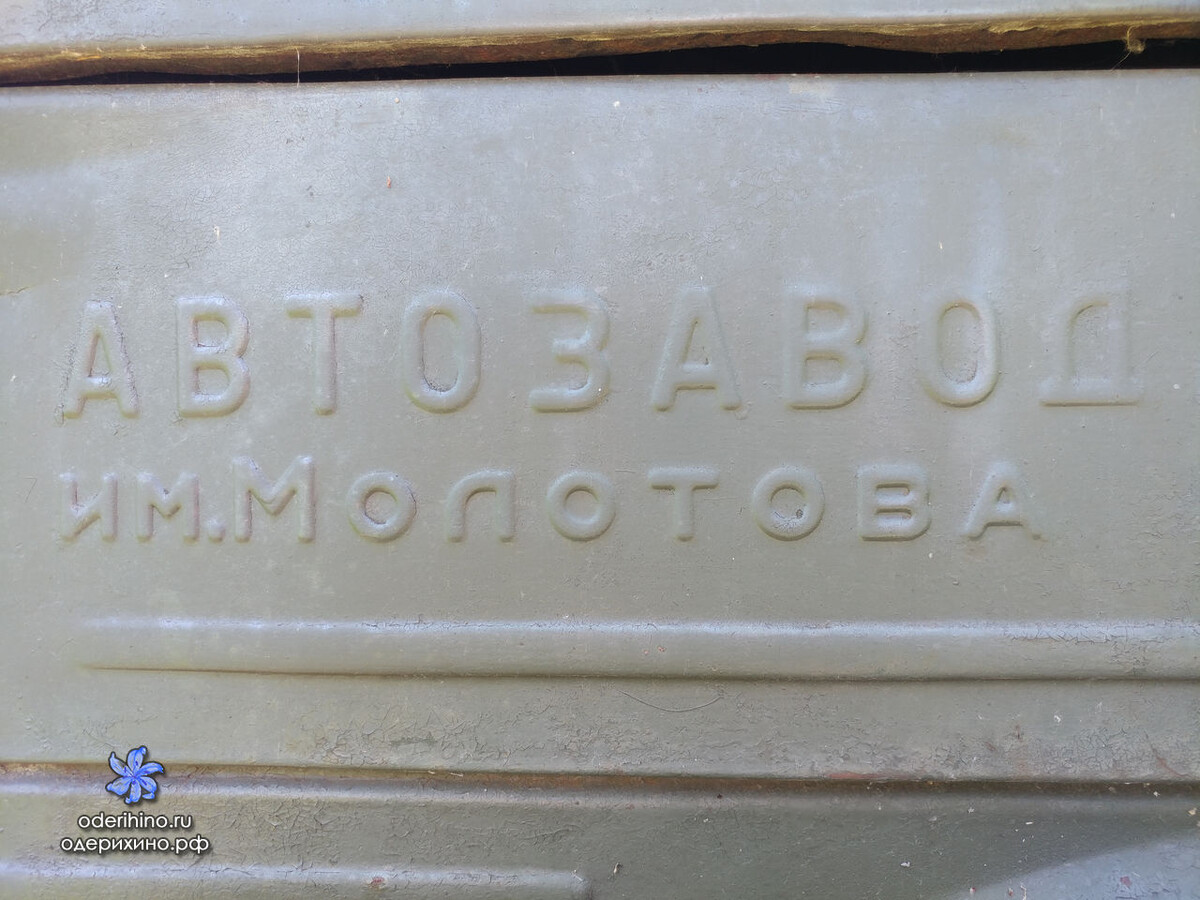 АВТОЗАВОД
им.Молотова
oderihino.ru
одерихино.рф